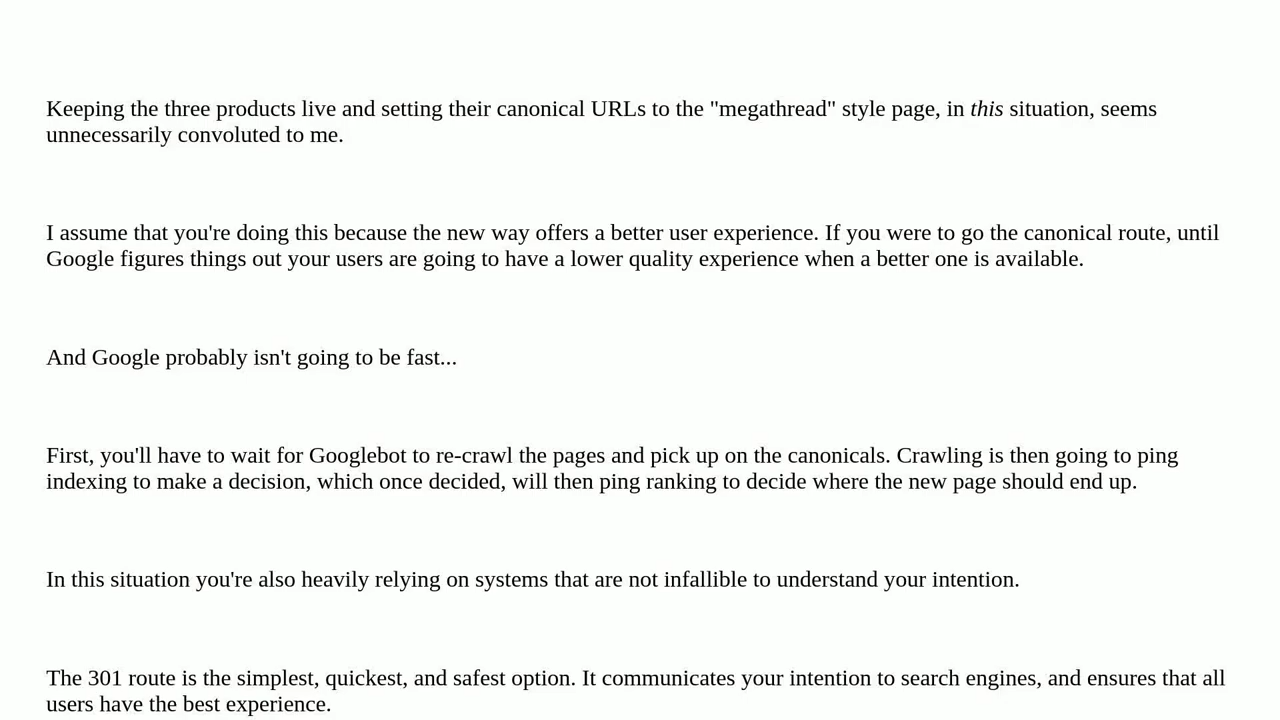 Keeping the three products live and setting their canonical URLs to the "megathread" style page, in this situation, seems
unnecessarily convoluted to me.
I assume that you're doing this because the new way offers a better user experience. If you were to go the canonical route, until
Google figures things out your users are going to have a lower quality experience when a better one is available.
And Google probably isn't going to be fast...
First, you'll have to wait for Googlebot to re-crawl the pages and pick up on the canonicals. Crawling is then going to ping
indexing to make a decision, which once decided, will then ping ranking to decide where the new page should end up.
In this situation you're also heavily relying on systems that are not infallible to understand your intention.
The 301 route is the simplest, quickest, and safest option. It communicates your intention to search engines, and ensures that all
users have the best experience.